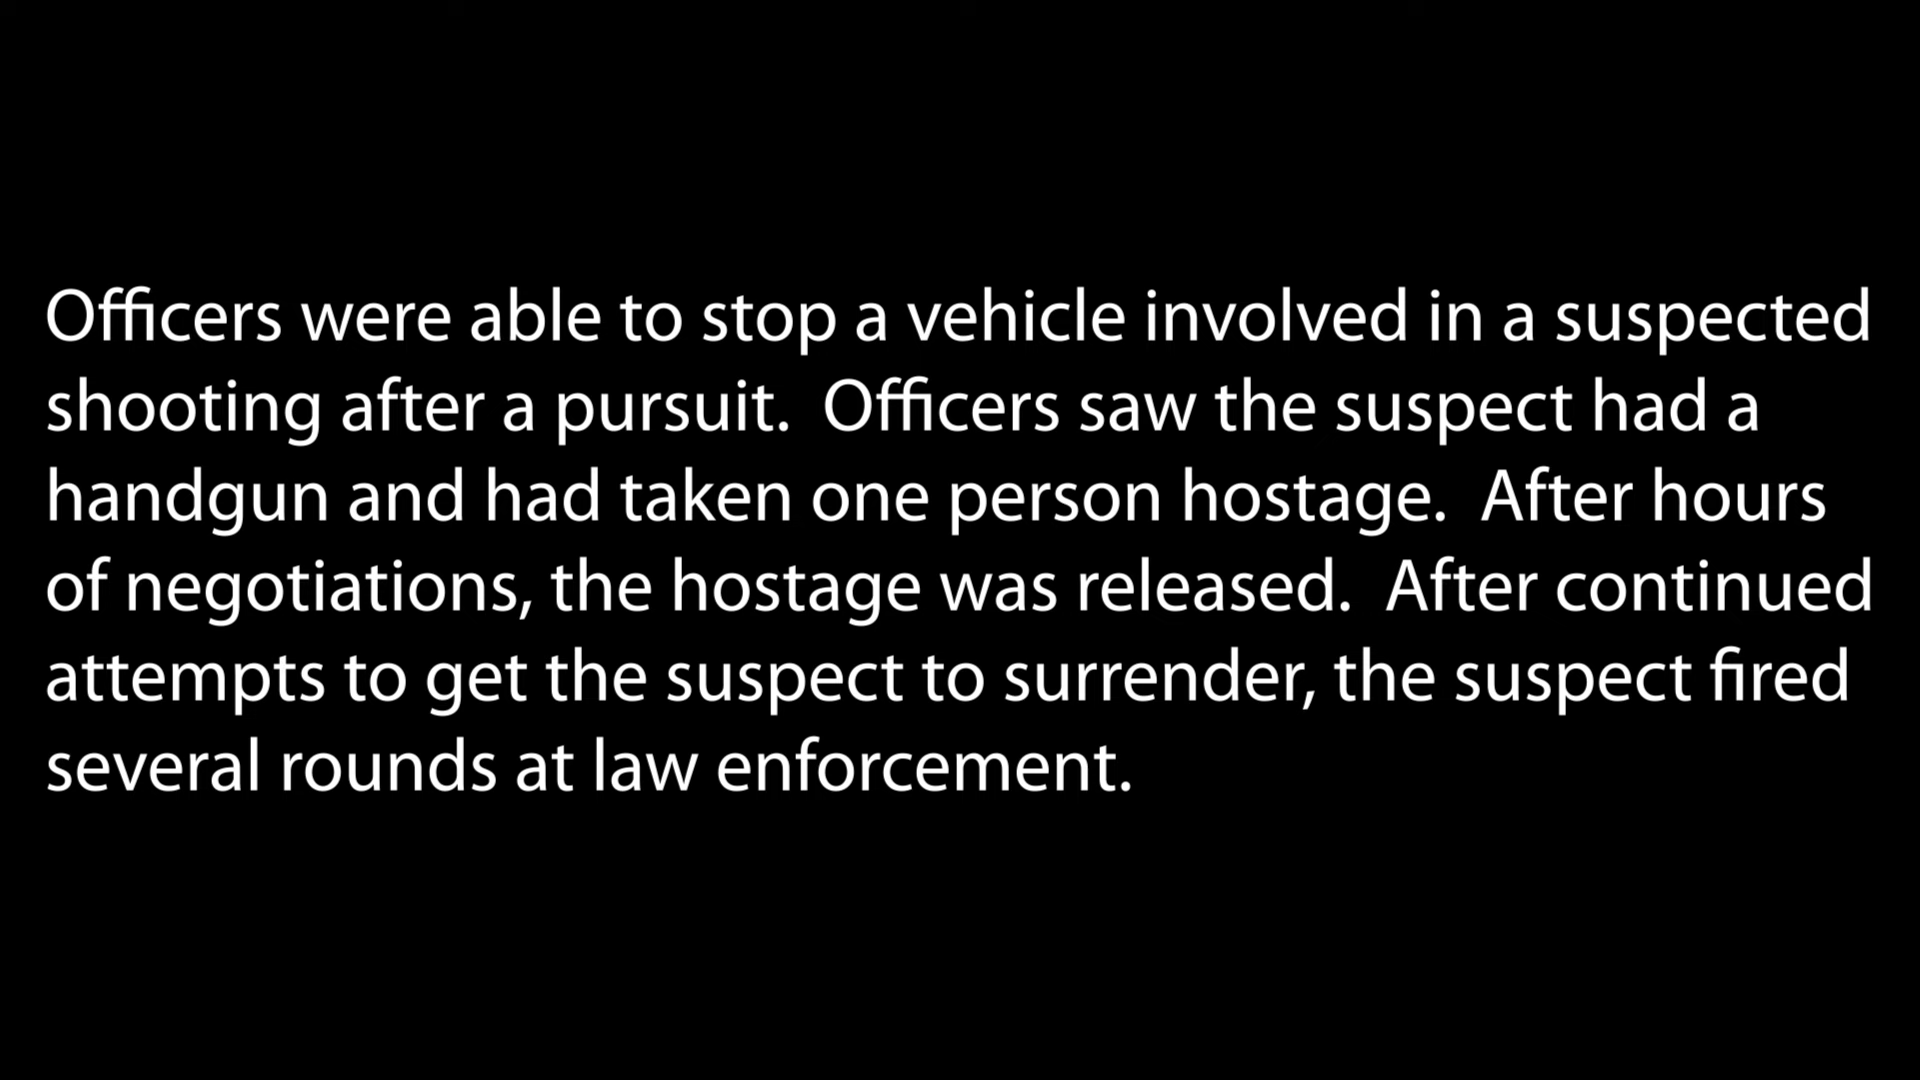 Officers were able to stop a vehicle involved in a suspected
shooting after a pursuit.  Officers saw the suspect had a
handgun and had taken one person hostage.  After hours
of negotiations, the hostage was released.  After continued
attempts to get the suspect to surrender, the suspect fired
several rounds at law enforcement.